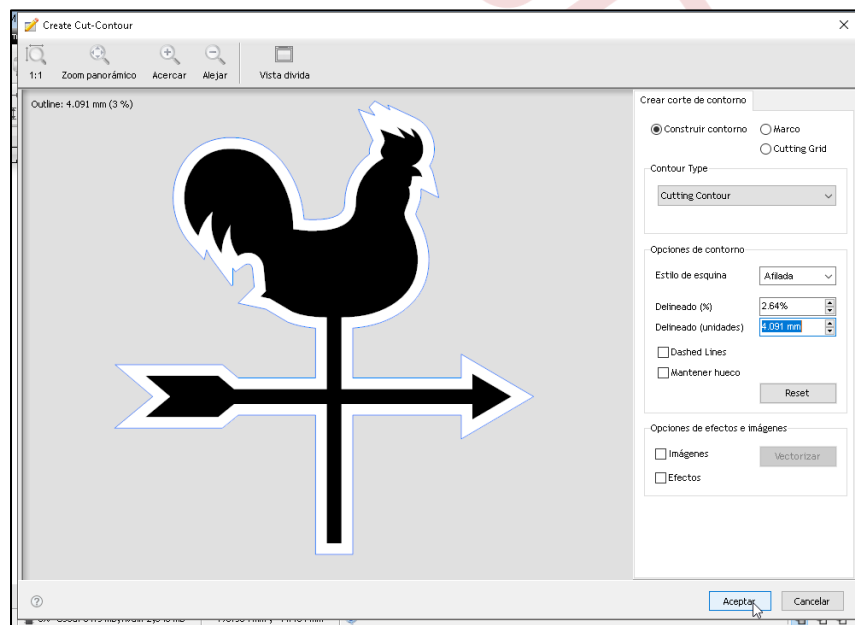 Create Cut-Contour
1:1 Zoom panorámico Acercar Alejar Vista divida
Outline: 4.091 mm (3 %)
Crear corte de contorno
Construir contorno Marco
Cutting Grid
Contour Type
Cutting Contour
Opciones de contorno
Estilo de esquina Afilada
Delineado (%) 2.64%
Delineado (unidades) 4.091 mm
Dashed Lines
Mantener hueco
Reset
Opciones de efectos e imágenes
Imágenes Vectorizar
Efectos
Aceptar Cancelar